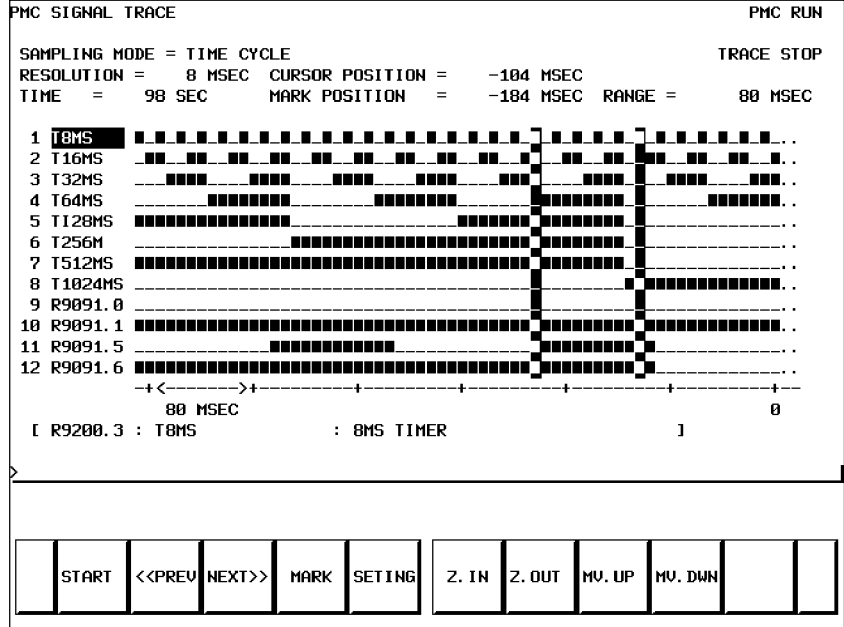 PMC SIGNAL TRACE PMC RUN
SAMPLING MODE = TIME CYCLE TRACE STOP
RESOLUTION = 8 MSEC CURSOR POSITION = -104 MSEC
TIME = 98 SEC MARK POSITION = -184 MSEC RANGE = 80 MSEC
1 T8MS
2 T16MS
3 T32MS
4 T64MS
5 TI28MS
6 T256M
7 T512MS
8 T1024MS
9 R9091.0
10 R9091.1
11 R9091.5
12 R9091.6
80 MSEC 0
[ R9200.3 : T8MS : 8MS TIMER ]
>
START <<PREV NEXT>> MARK SETING Z.IN Z.OUT MV.UP MV.DWN